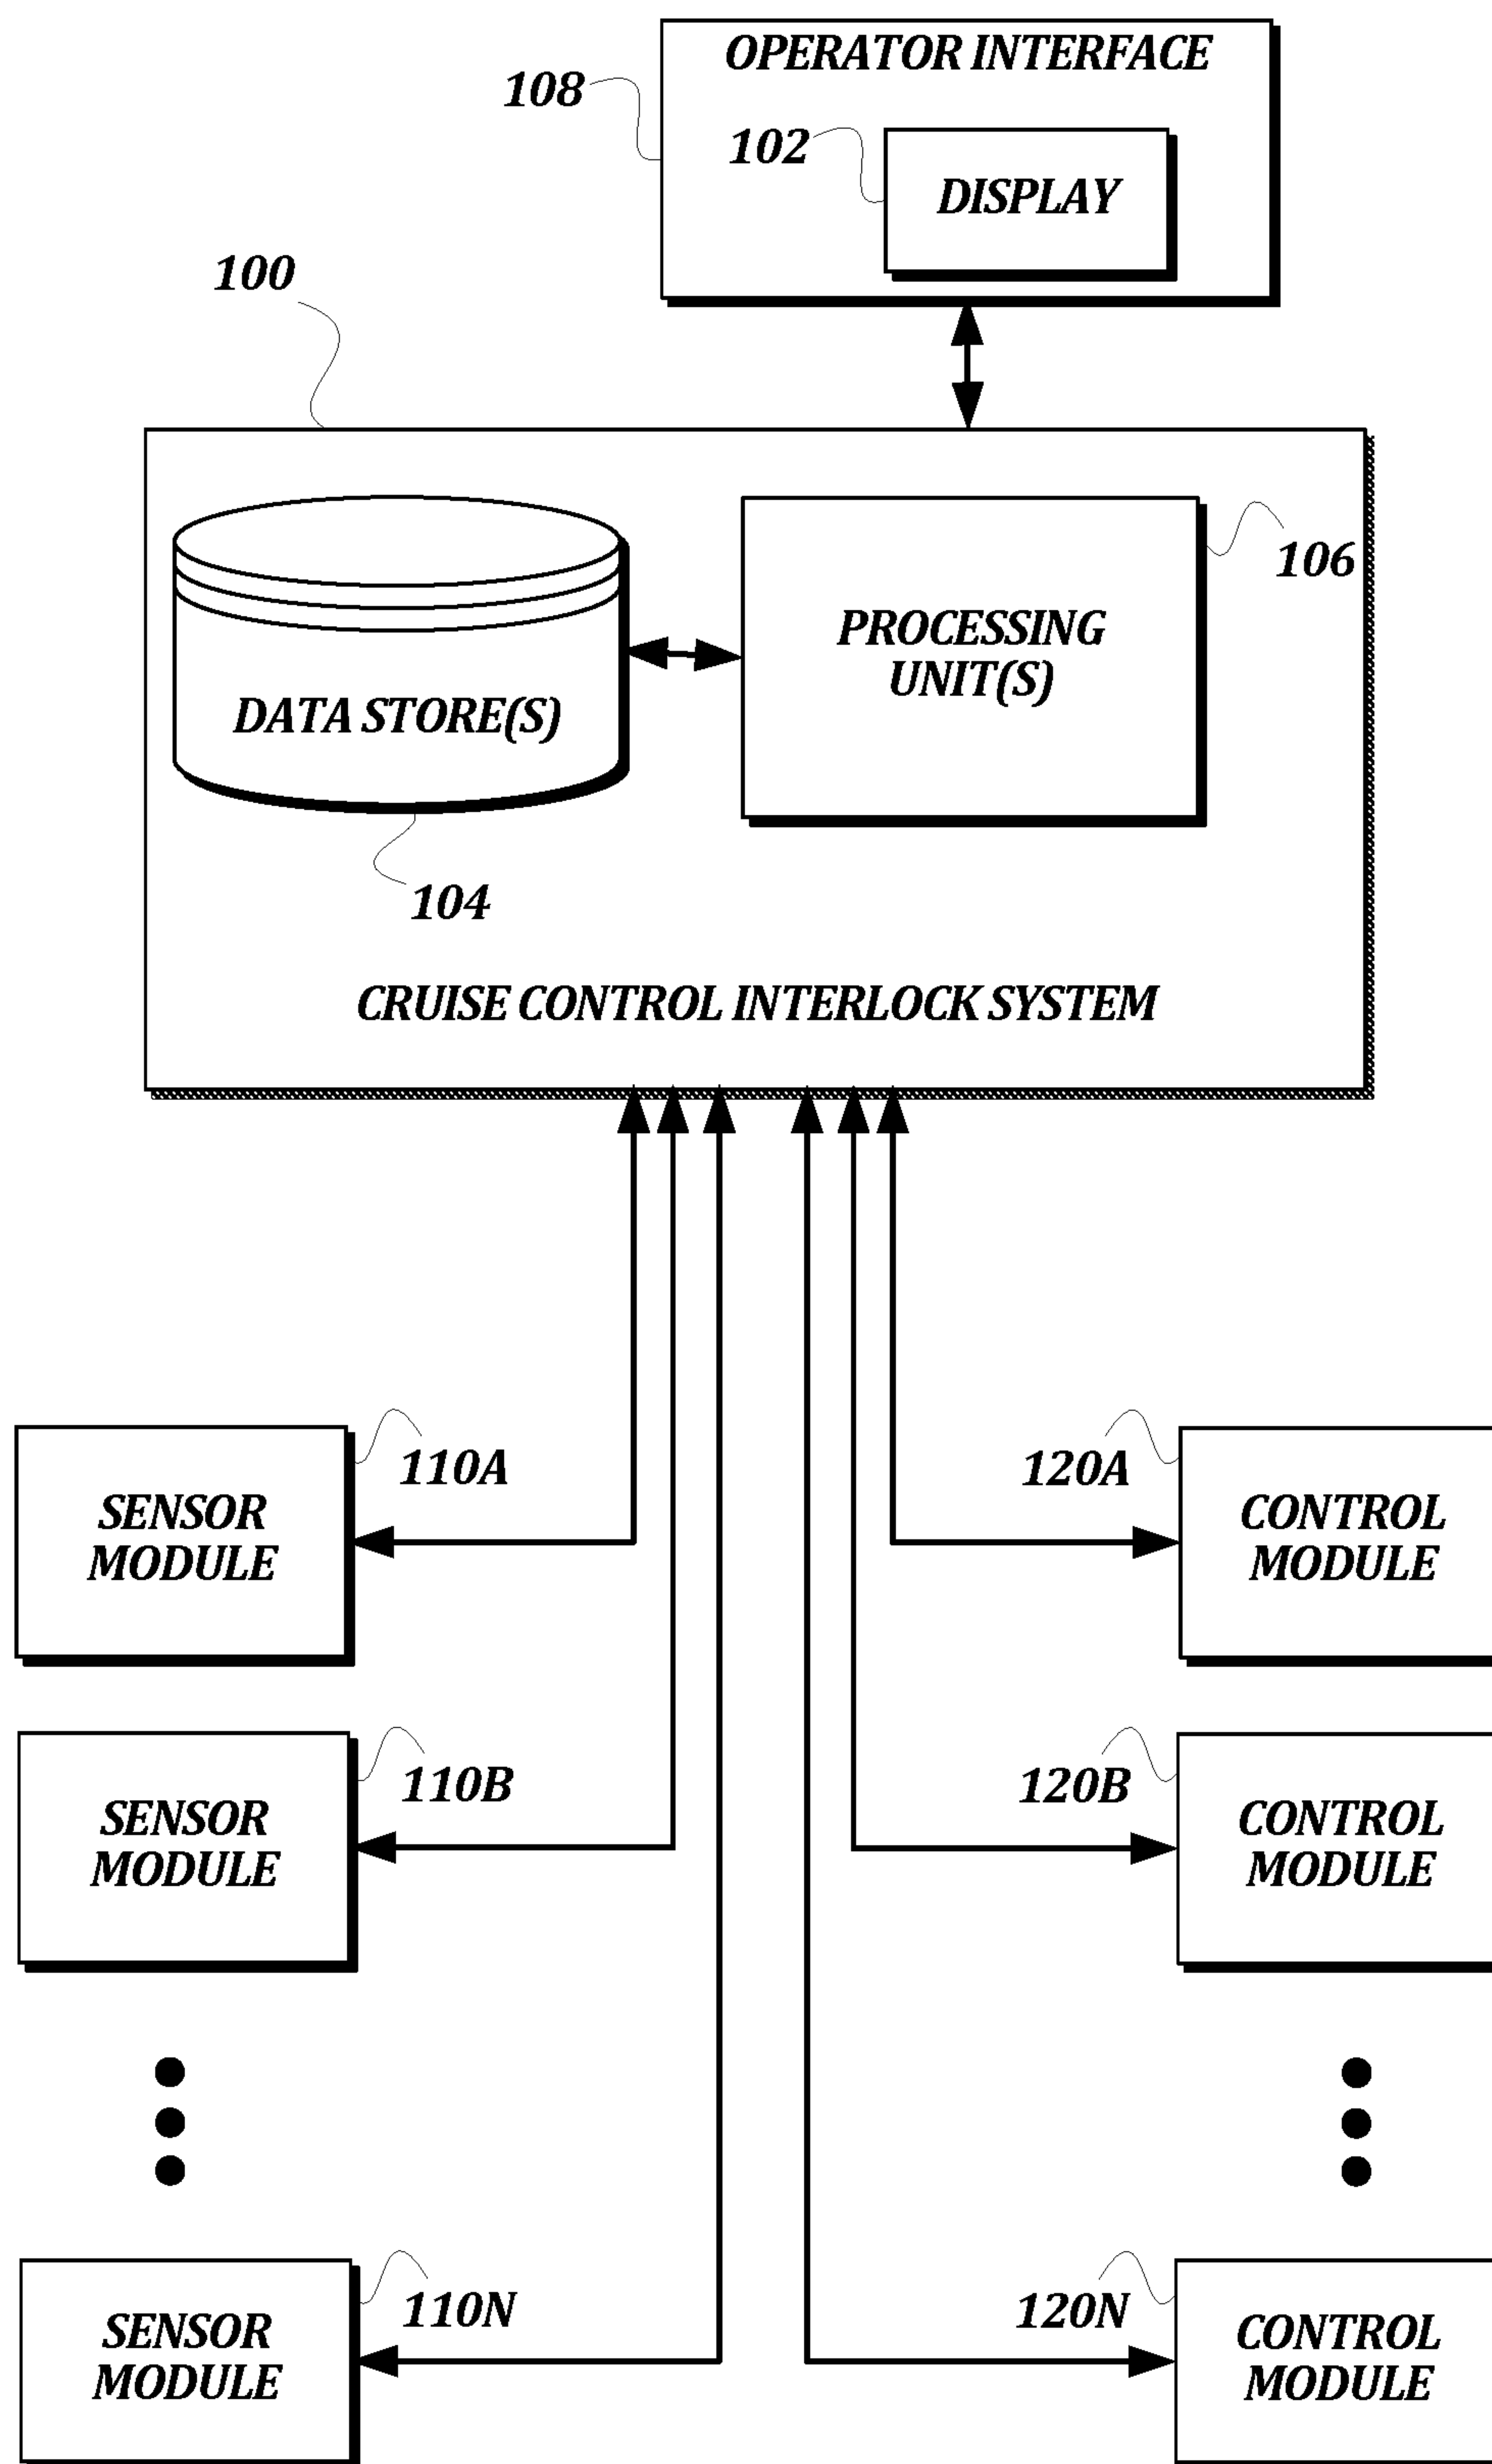 OPERATOR INTERFACE
108
102
DISPLAY
100
106
PROCESSING
UNIT(S)
DATA STORE(S)
104
CRUISE CONTROL INTERLOCK SYSTEM
110A
SENSOR
MODULE
120A
CONTROL
MODULE
110B
SENSOR
MODULE
120B
CONTROL
MODULE
110N
SENSOR
MODULE
120N
CONTROL
MODULE